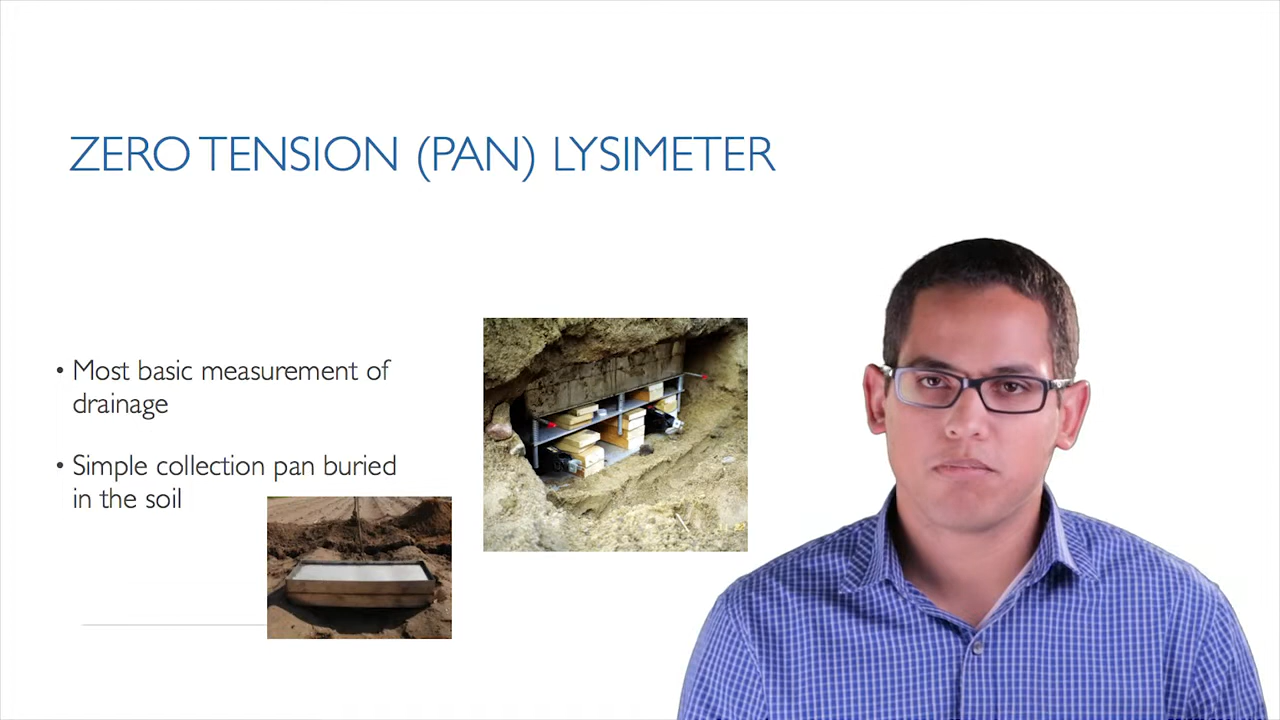 ZERO TENSION (PAN) LYSIMETER
• Most basic measurement of
drainage
• Simple collection pan buried
in the soil